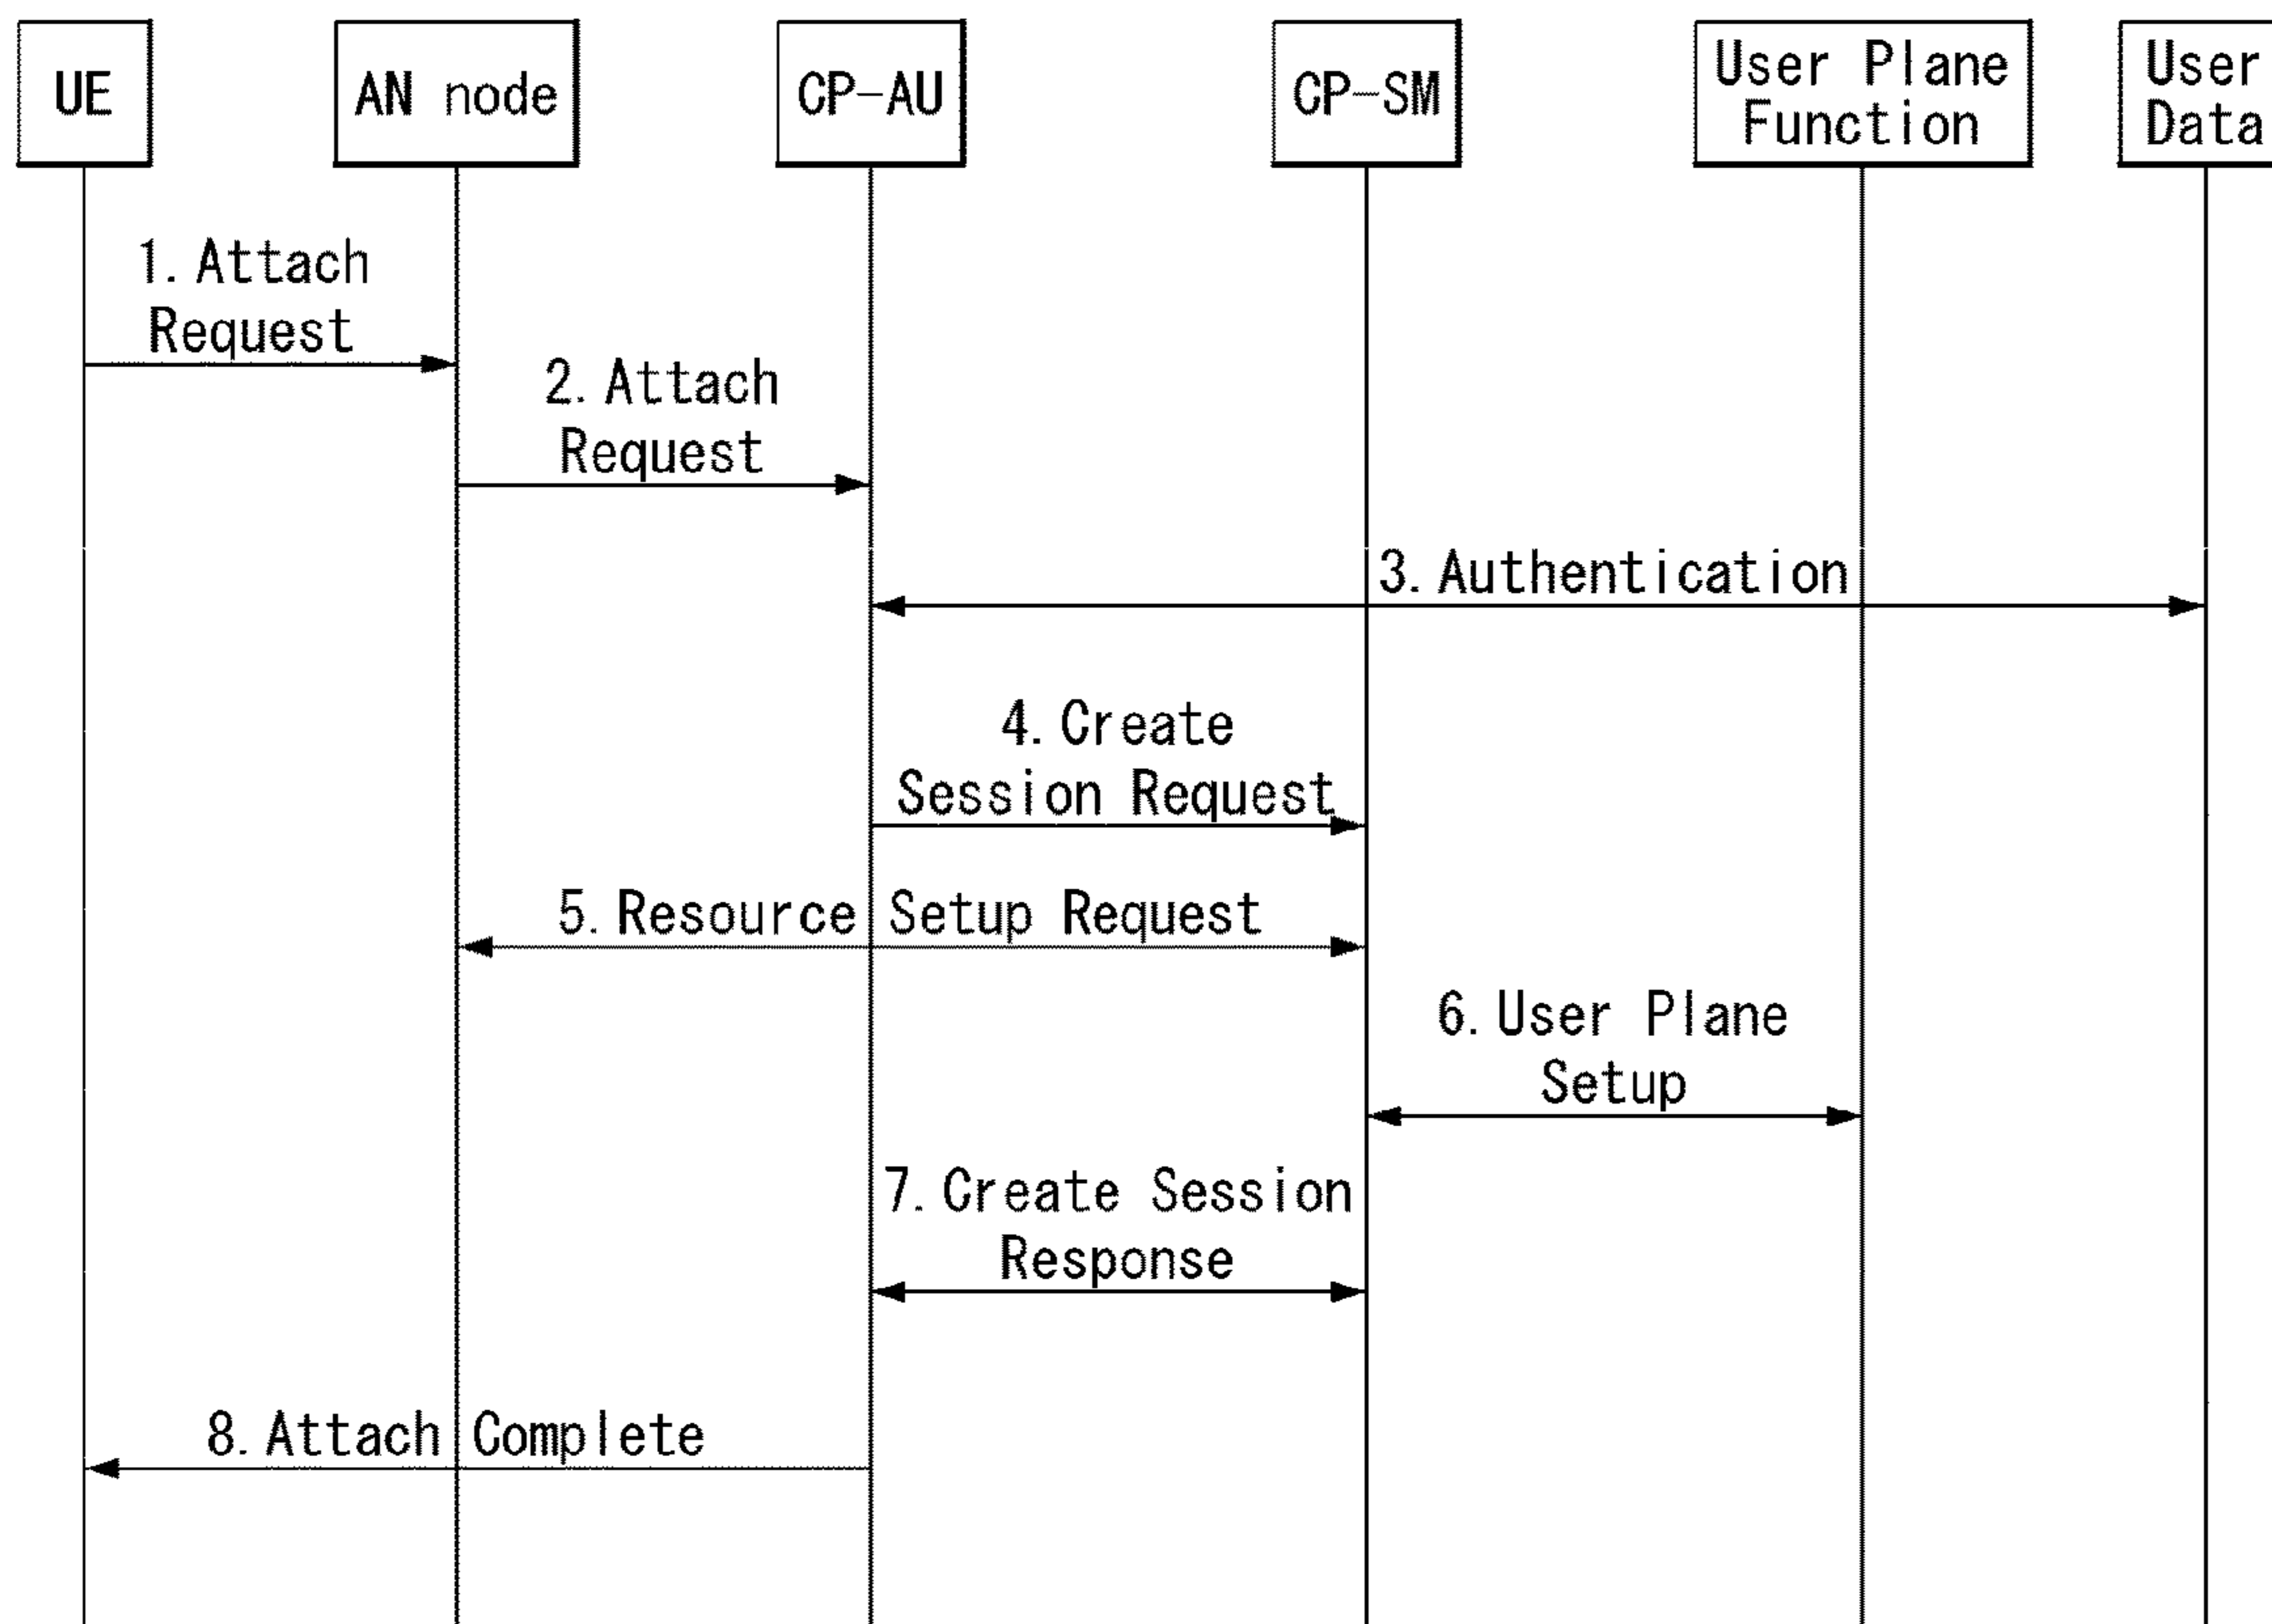 UE
AN node
CP-AU
CP-SM
User Plane
Function
User
Data
1. Attach
Request
2. Attach
Request
3. Authentication
4. Create
Session Request
5. Resource Setup Request
6. User Plane
Setup
7. Create Session
Response
8. Attach Complete